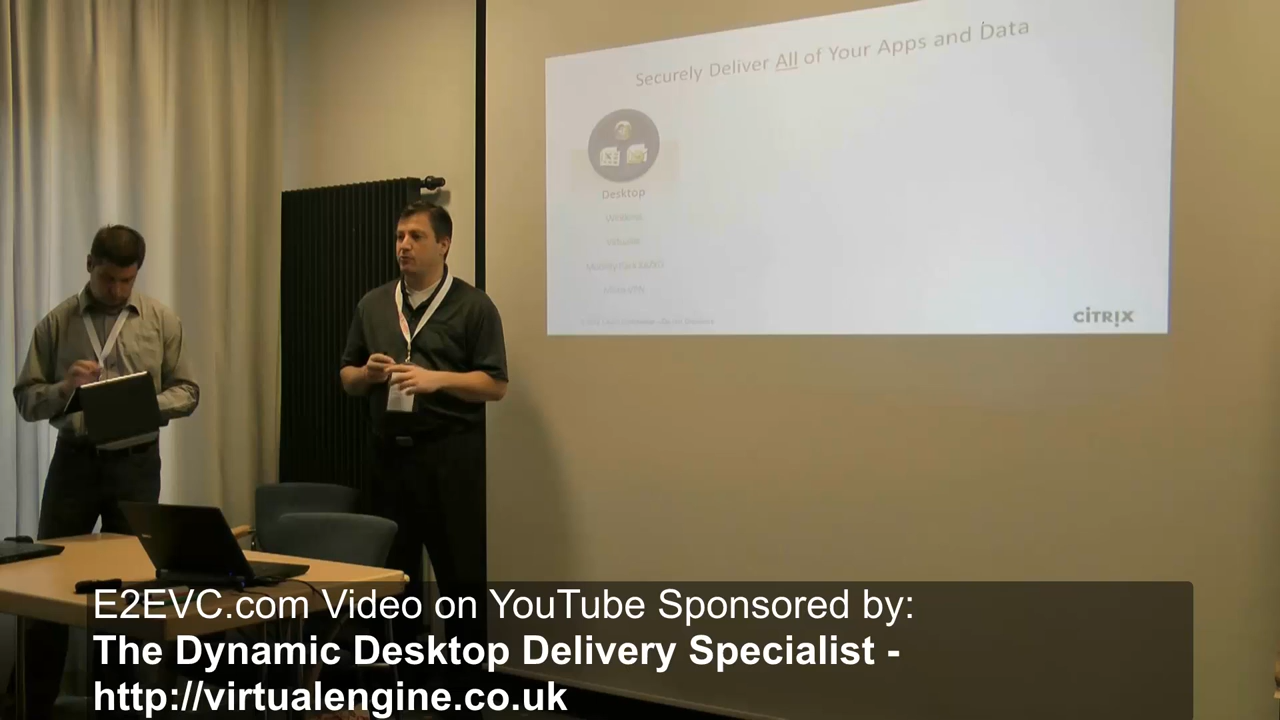 Securely Deliver All of Your Apps and Data
Desktop
CITRIX
E2EVC.com Video on YouTube Sponsored by:
The Dynamic Desktop Delivery Specialist -
http://virtualengine.co.uk